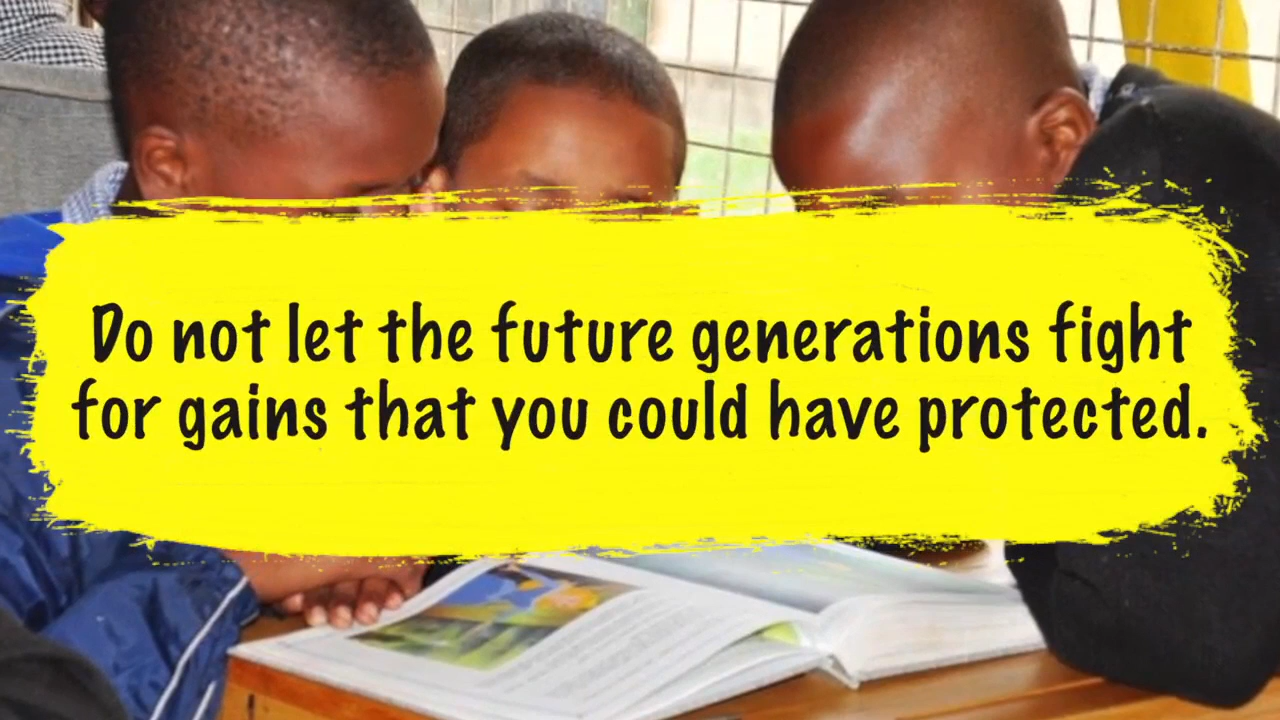 Do not let the future generations fight
for gains that you could have protected.